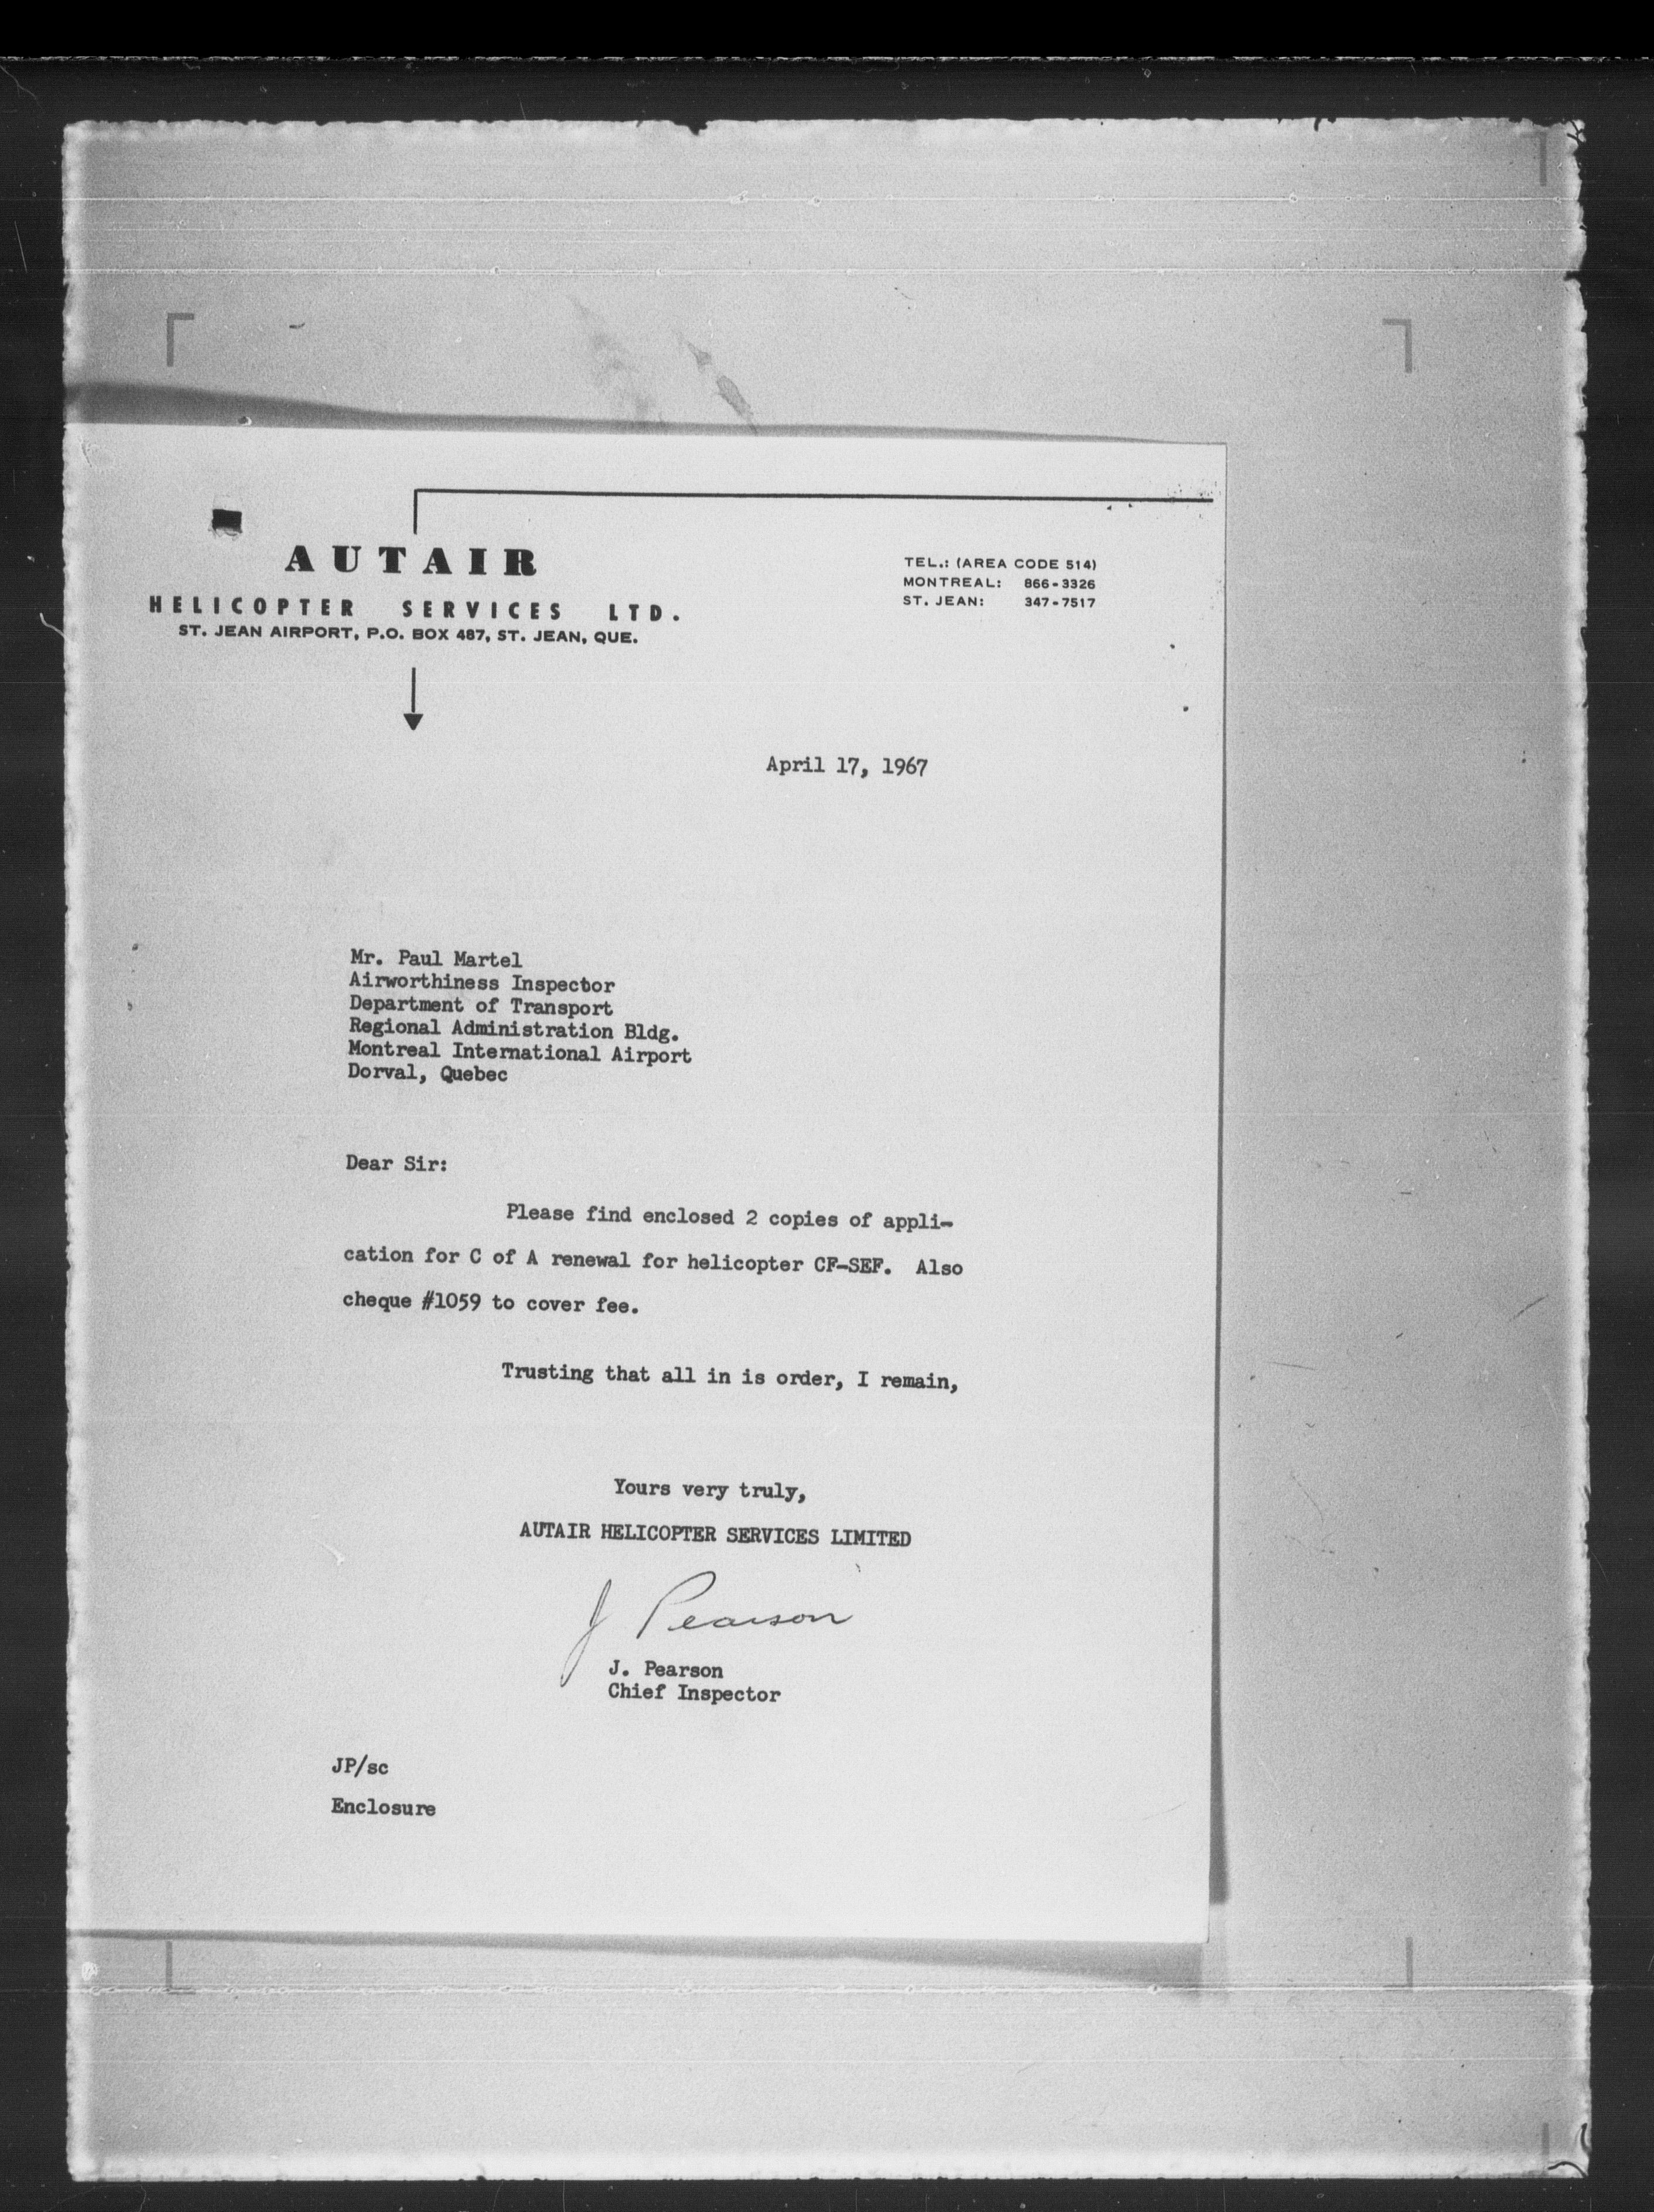 AUTAIR
HELICOPTER SERVICES LTD.
ST. JEAN AIRPORT, P.O. BOX 487, ST. JEAN, QUE.
TEL.: (AREA CODE 514)
MONTREAL: 866-3326
ST. JEAN: 347-7517
April 17, 1967
Mr. Paul Martel
Airworthiness Inspector
Department of Transport
Regional Administration Bldg.
Montreal International Airport
Dorval, Quebec
Dear Sir:
Please find enclosed 2 copies of appli-
cation for C of A renewal for helicopter CF-SEF. Also
cheque #1059 to cover fee.
Trusting that all in is order, I remain,
Yours very truly,
AUTAIR HELICOPTER SERVICES LIMITED
J Pearson
J. Pearson
Chief Inspector
JP/sc
Enclosure